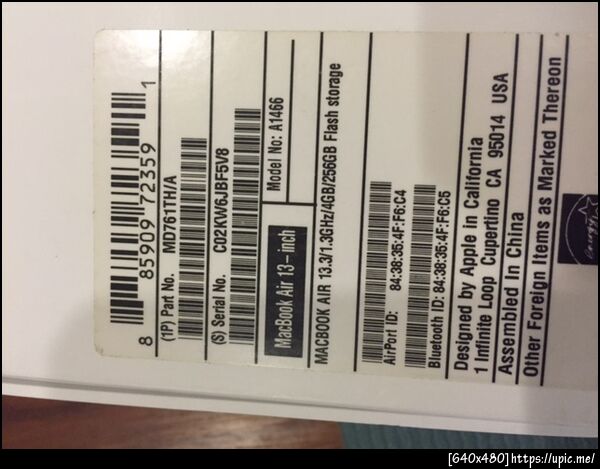 8 85909 72359 1
(1P) Part No. MD761TH/A
(S) Serial No. C02KW6JBF5V8
MacBook Air 13-inch
Model No: A1466
MACBOOK AIR 13.3/1.3GHz/4GB/256GB Flash storage
AirPort ID: 84:38:35:4F:F6:C4
Bluetooth ID: 84:38:35:4F:F6:C5
Designed by Apple in California
1 Infinite Loop Cupertino CA 95014 USA
Assembled In China
Other Foreign Items as Marked Thereon
energy
[640x480]https://upic.me/